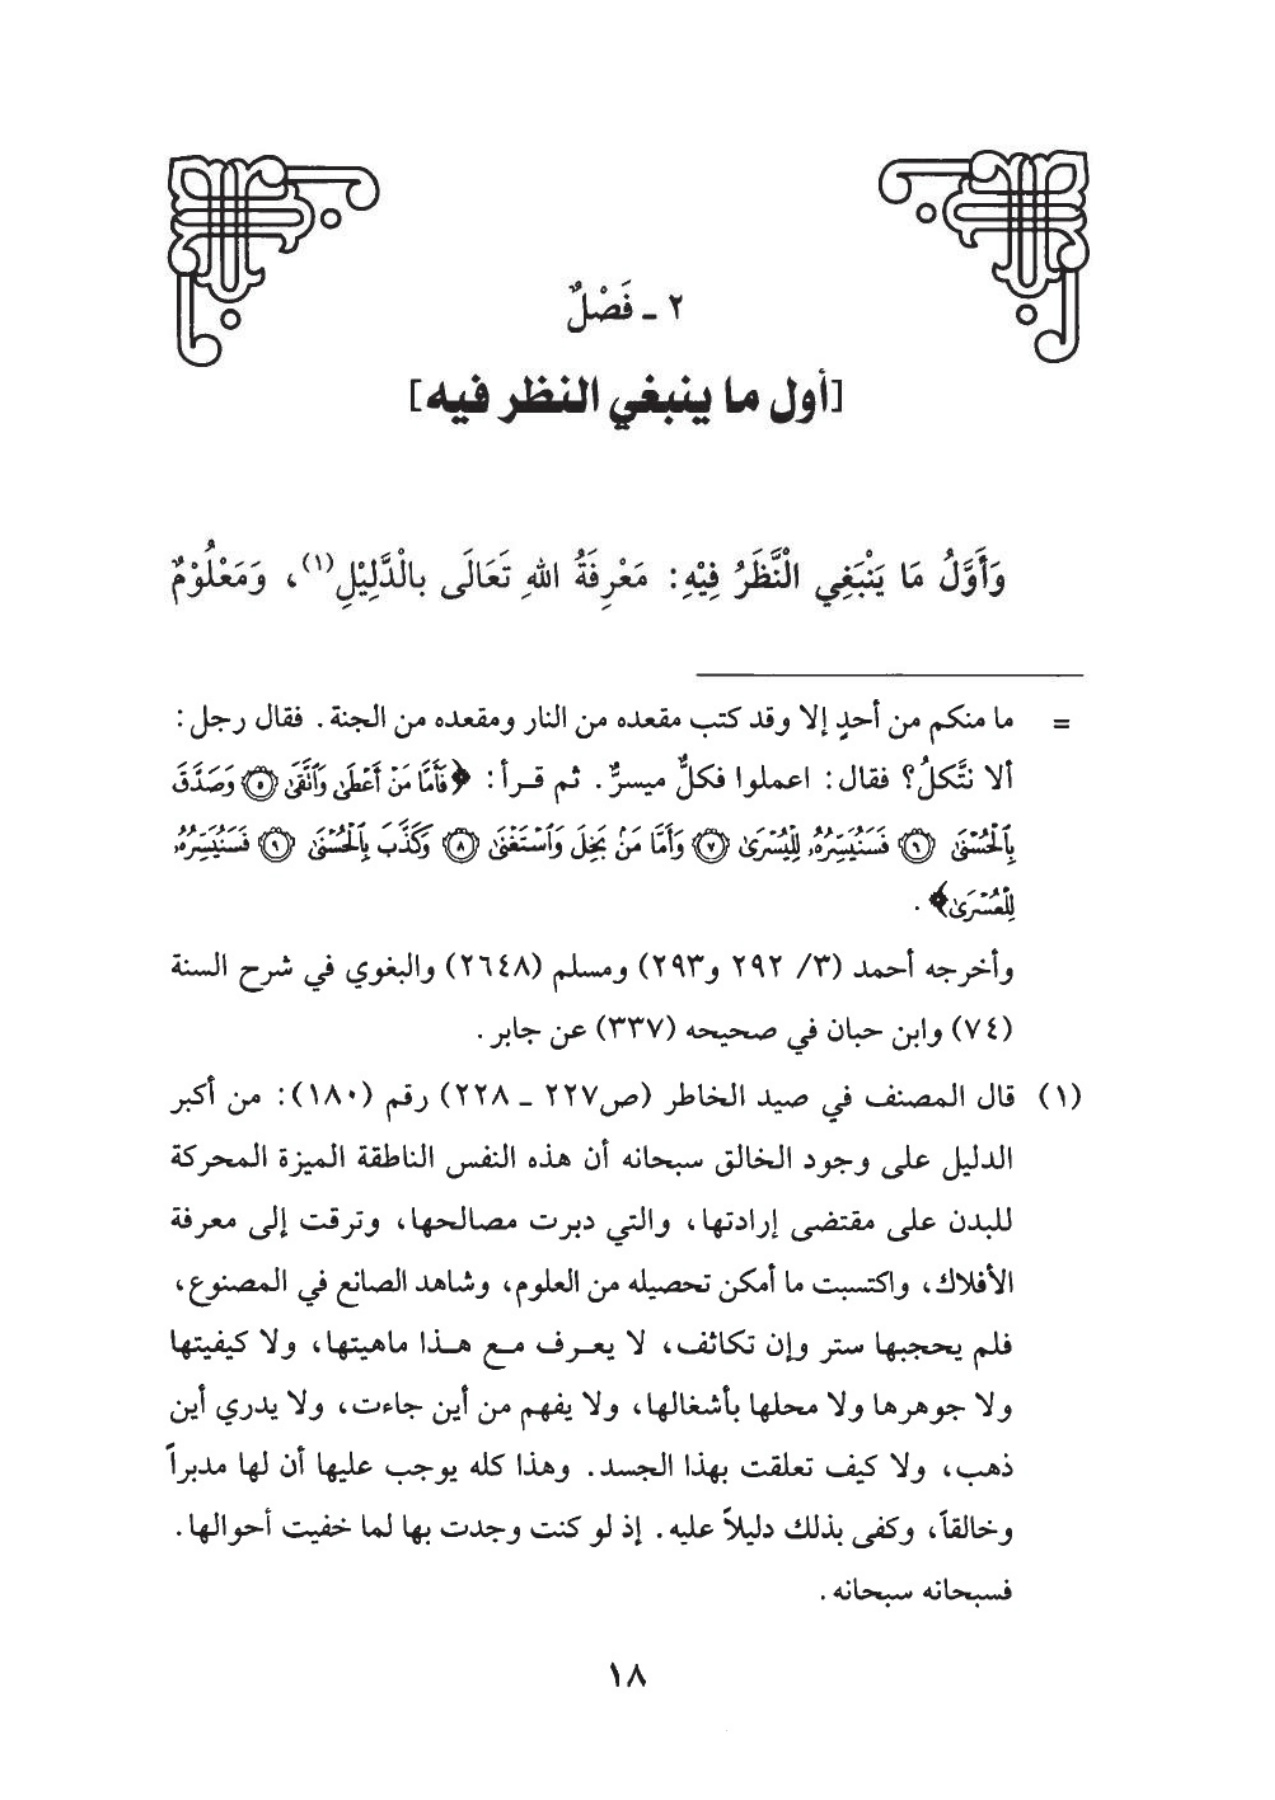 ٢ ـ فَصْلٌ
[أول ما ينبغي النظر فيه]
وَأَوَّلُ مَا يَنْبَغِي الْنَّظَرُ فِيْهِ: مَعْرِفَةُ اللهِ تَعَالَى بالْدَّلِيْلِ(١)، وَمَعْلُوْمٌ
= ما منكم من أحدٍ إلا وقد كتب مقعده من النار ومقعده من الجنة. فقال رجل:
ألا نتَّكلُ؟ فقال: اعملوا فكلٌّ ميسرٌّ. ثم قرأ: ﴿فَأَمَّا مَنْ أَعْطَىٰ وَٱتَّقَىٰ ۝٥ وَصَدَّقَ
بِٱلْحُسْنَىٰ ۝٦ فَسَنُيَسِّرُهُۥ لِلْيُسْرَىٰ ۝٧ وَأَمَّا مَنۢ بَخِلَ وَٱسْتَغْنَىٰ ۝٨ وَكَذَّبَ بِٱلْحُسْنَىٰ ۝٩ فَسَنُيَسِّرُهُۥ
لِلْعُسْرَىٰ﴾.
وأخرجه أحمد (٣/ ٢٩٢ و٢٩٣) ومسلم (٢٦٤٨) والبغوي في شرح السنة
(٧٤) وابن حبان في صحيحه (٣٣٧) عن جابر.
(١) قال المصنف في صيد الخاطر (ص٢٢٧ ـ ٢٢٨) رقم (١٨٠): من أكبر
الدليل على وجود الخالق سبحانه أن هذه النفس الناطقة الميزة المحركة
للبدن على مقتضى إرادتها، والتي دبرت مصالحها، وترقت إلى معرفة
الأفلاك، واكتسبت ما أمكن تحصيله من العلوم، وشاهد الصانع في المصنوع،
فلم يحجبها ستر وإن تكاثف، لا يعرف مع هذا ماهيتها، ولا كيفيتها
ولا جوهرها ولا محلها بأشغالها، ولا يفهم من أين جاءت، ولا يدري أين
ذهب، ولا كيف تعلقت بهذا الجسد. وهذا كله يوجب عليها أن لها مدبراً
وخالقاً، وكفى بذلك دليلاً عليه. إذ لو كنت وجدت بها لما خفيت أحوالها.
فسبحانه سبحانه.
١٨